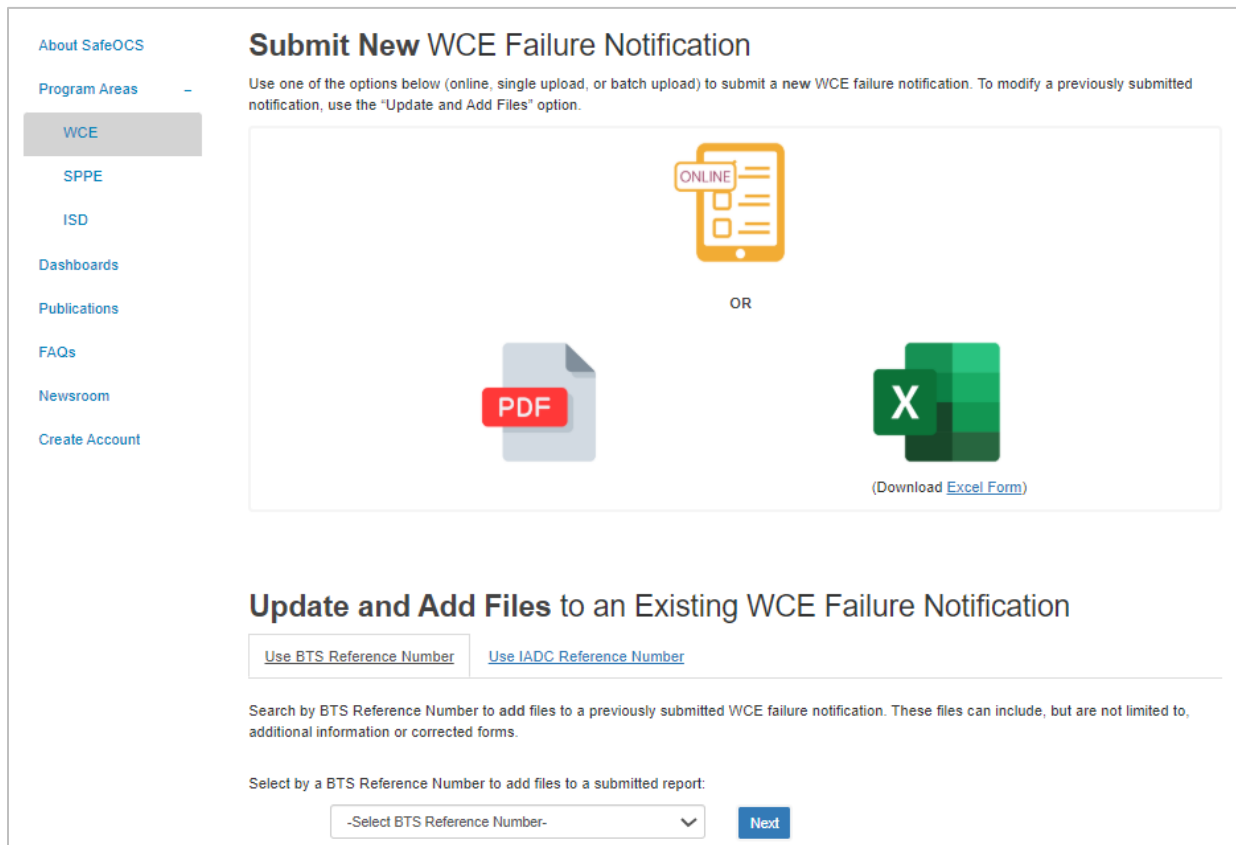 About SafeOCS
Program Areas –
WCE
SPPE
ISD
Dashboards
Publications
FAQs
Newsroom
Create Account
Submit New WCE Failure Notification
Use one of the options below (online, single upload, or batch upload) to submit a new WCE failure notification. To modify a previously submitted
notification, use the “Update and Add Files” option.
ONLINE
OR
PDF
X
(Download Excel Form)
Update and Add Files to an Existing WCE Failure Notification
Use BTS Reference Number Use IADC Reference Number
Search by BTS Reference Number to add files to a previously submitted WCE failure notification. These files can include, but are not limited to,
additional information or corrected forms.
Select by a BTS Reference Number to add files to a submitted report:
-Select BTS Reference Number- Next